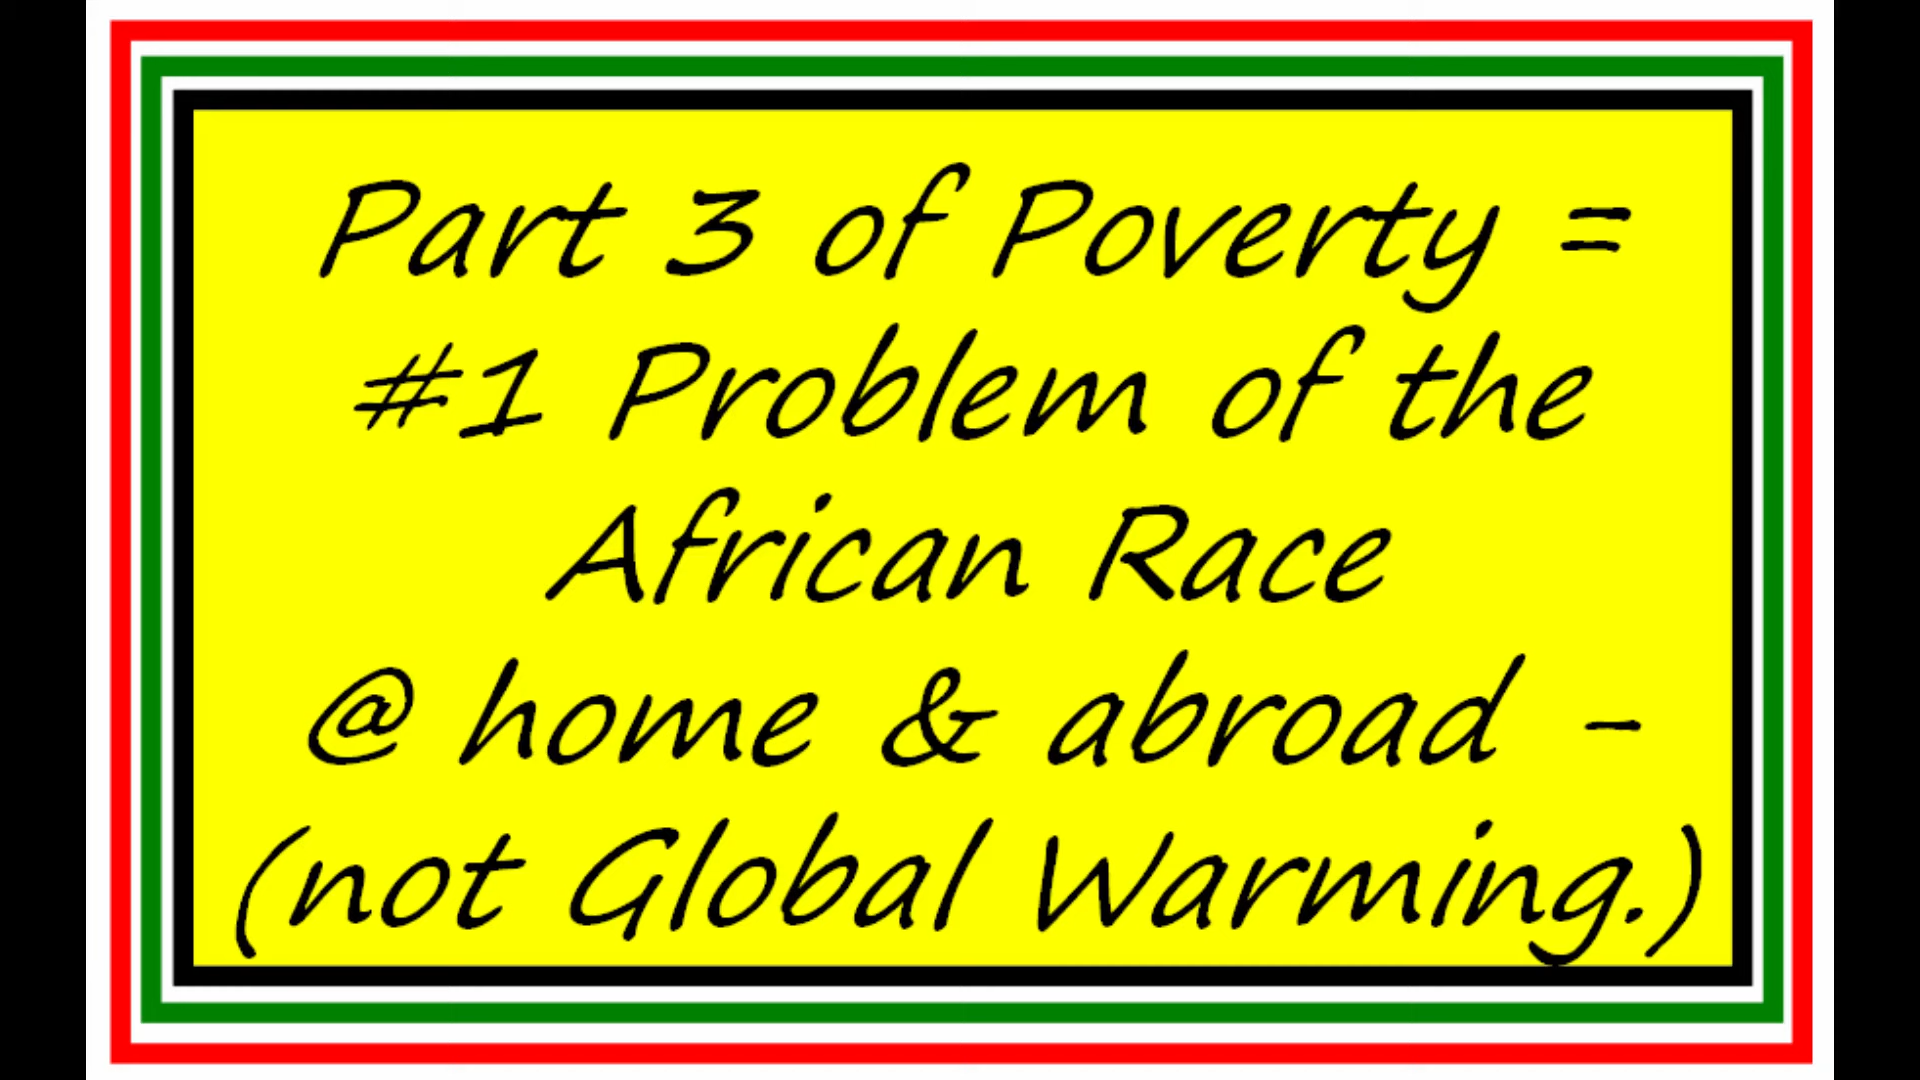 Part 3 of Poverty =
#1 Problem of the
African Race
@ home & abroad -
(not Global Warming.)